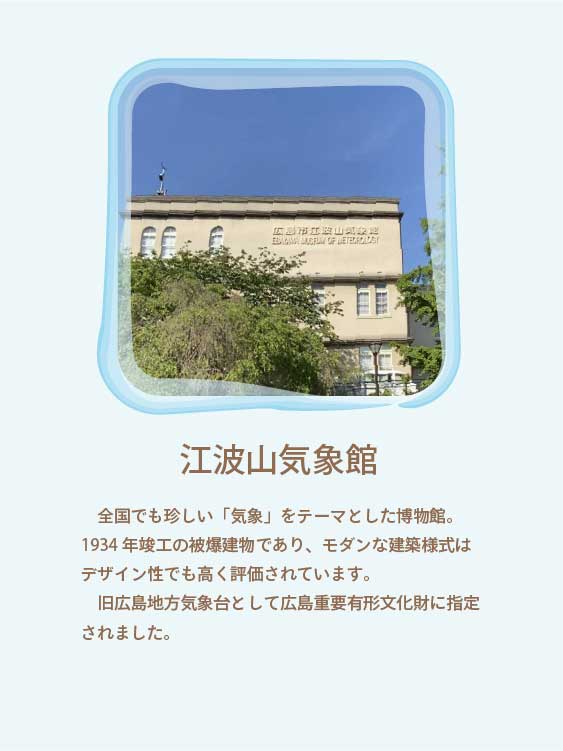 広島市江波山気象館
EBAYAMA MUSEUM OF METEOROLOGY
江波山気象館
　全国でも珍しい「気象」をテーマとした博物館。
1934 年竣工の被爆建物であり、モダンな建築様式は
デザイン性でも高く評価されています。
　旧広島地方気象台として広島重要有形文化財に指定
されました。